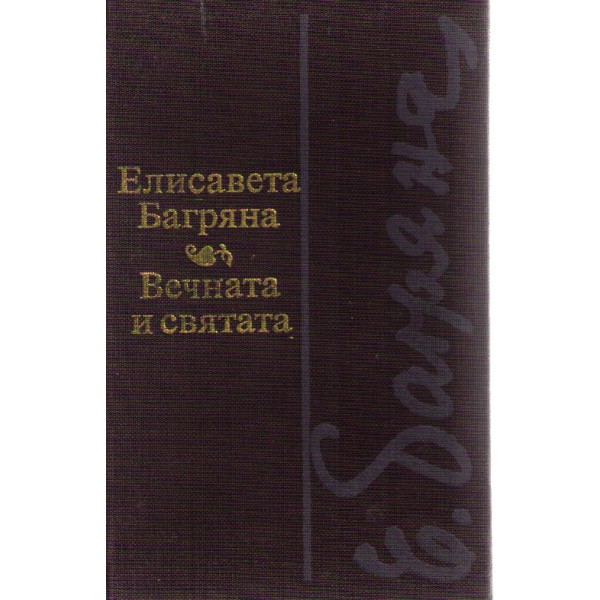 Елисавета
Багряна
Вечната
и святата
Е. Багряна